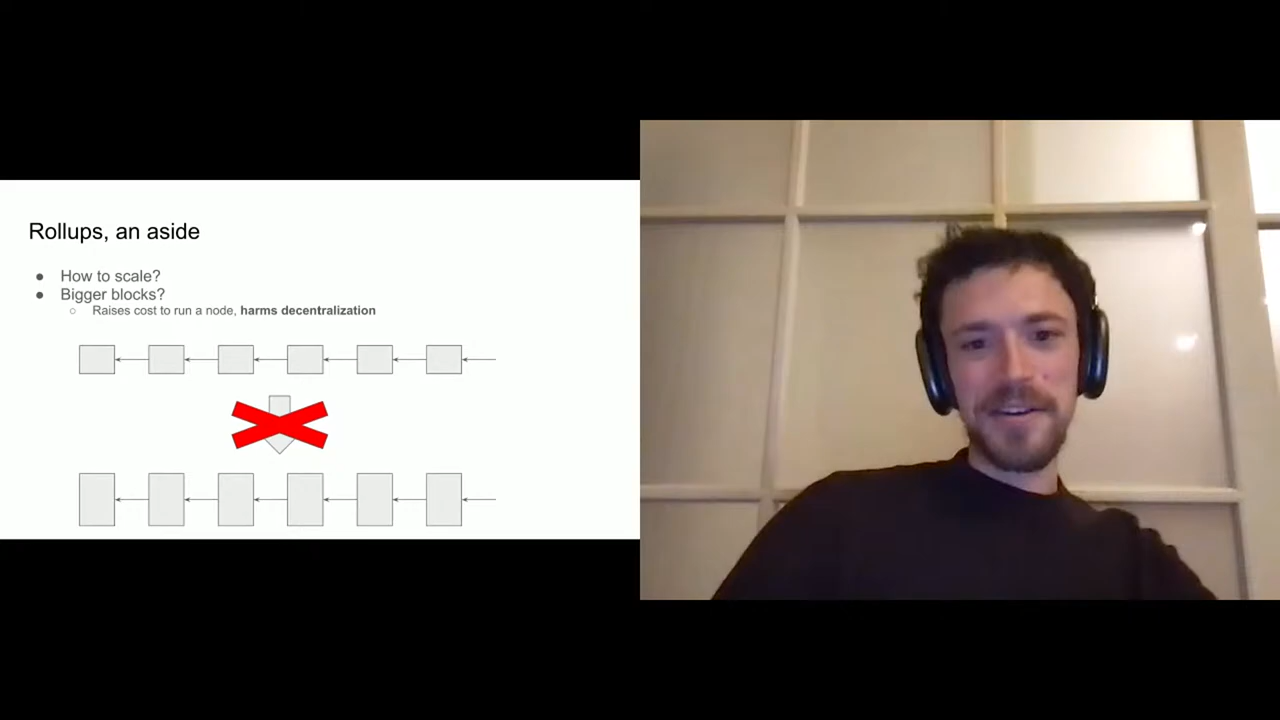 Rollups, an aside
● How to scale?
● Bigger blocks?
○ Raises cost to run a node, harms decentralization